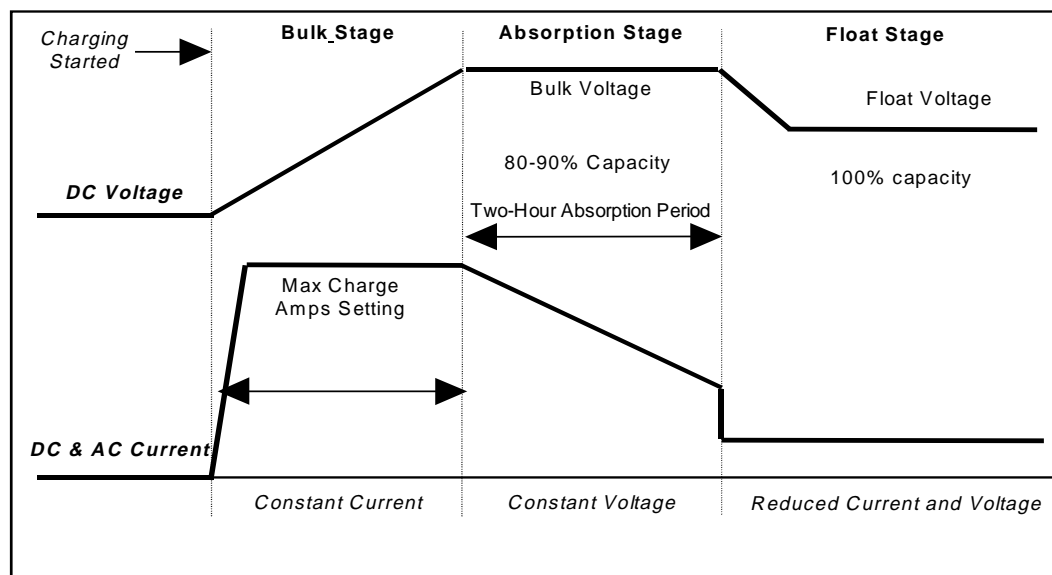 Charging
Started
Bulk Stage
Absorption Stage
Float Stage
Bulk Voltage
Float Voltage
80-90% Capacity
100% capacity
DC Voltage
Two-Hour Absorption Period
Max Charge
Amps Setting
DC & AC Current
Constant Current
Constant Voltage
Reduced Current and Voltage